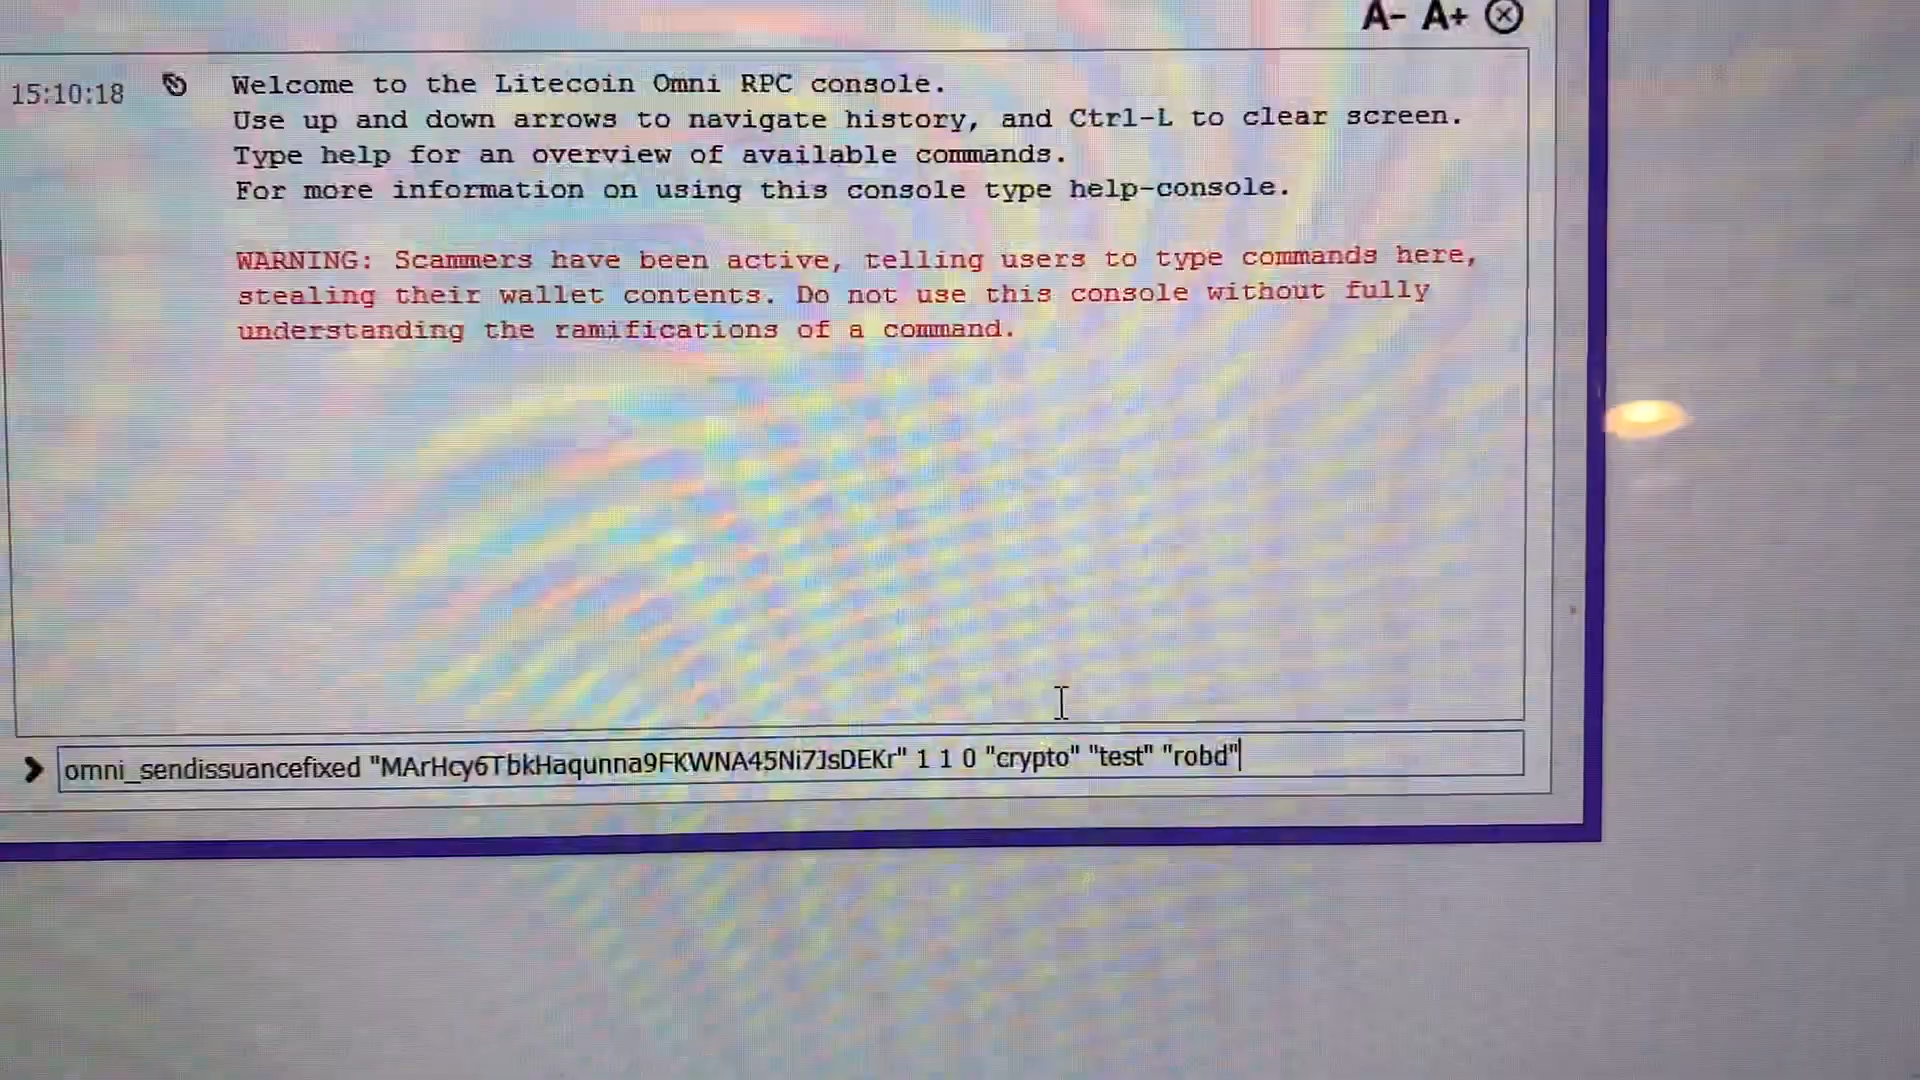 A- A+
15:10:18 Welcome to the Litecoin Omni RPC console.
Use up and down arrows to navigate history, and Ctrl-L to clear screen.
Type help for an overview of available commands.
For more information on using this console type help-console.
WARNING: Scammers have been active, telling users to type commands here,
stealing their wallet contents. Do not use this console without fully
understanding the ramifications of a command.
omni_sendissuancefixed "MArHcy6TbkHaqunna9FKWNA45Ni7JsDEKr" 1 1 0 "crypto" "test" "robd"